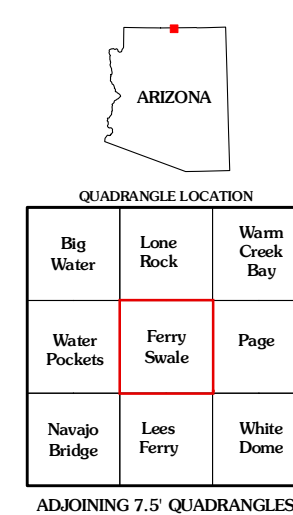 ARIZONA
QUADRANGLE LOCATION
Big
Water
Lone
Rock
Warm
Creek
Bay
Water
Pockets
Ferry
Swale
Page
Navajo
Bridge
Lees
Ferry
White
Dome
ADJOINING 7.5' QUADRANGLES